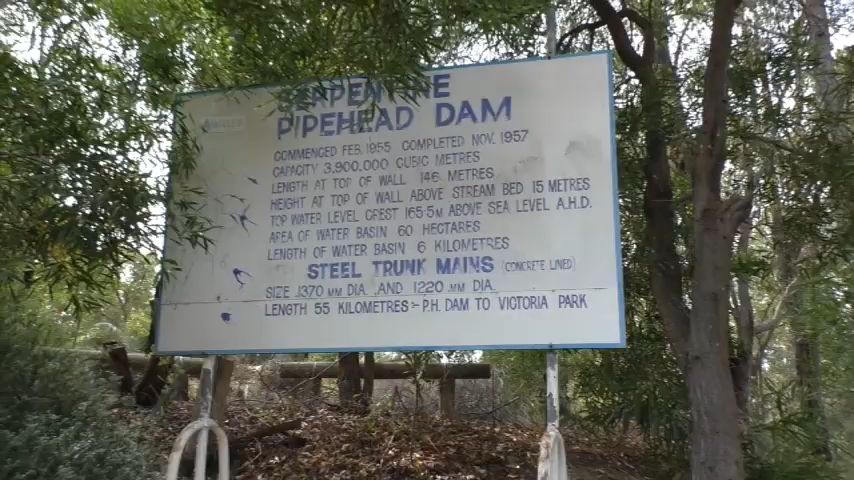 SERPENTINE
PIPEHEAD DAM
COMMENCED FEB. 1955 COMPLETED NOV. 1957
CAPACITY 3,900,000 CUBIC METRES
LENGTH AT TOP OF WALL 146 METRES
HEIGHT AT TOP OF WALL ABOVE STREAM BED 15 METRES
TOP WATER LEVEL CREST 165·5M ABOVE SEA LEVEL A.H.D.
AREA OF WATER BASIN 60 HECTARES
LENGTH OF WATER BASIN 6 KILOMETRES
STEEL TRUNK MAINS (CONCRETE LINED)
SIZE 1370 MM DIA. AND 1220 MM DIA.
LENGTH 55 KILOMETRES:- P.H. DAM TO VICTORIA PARK